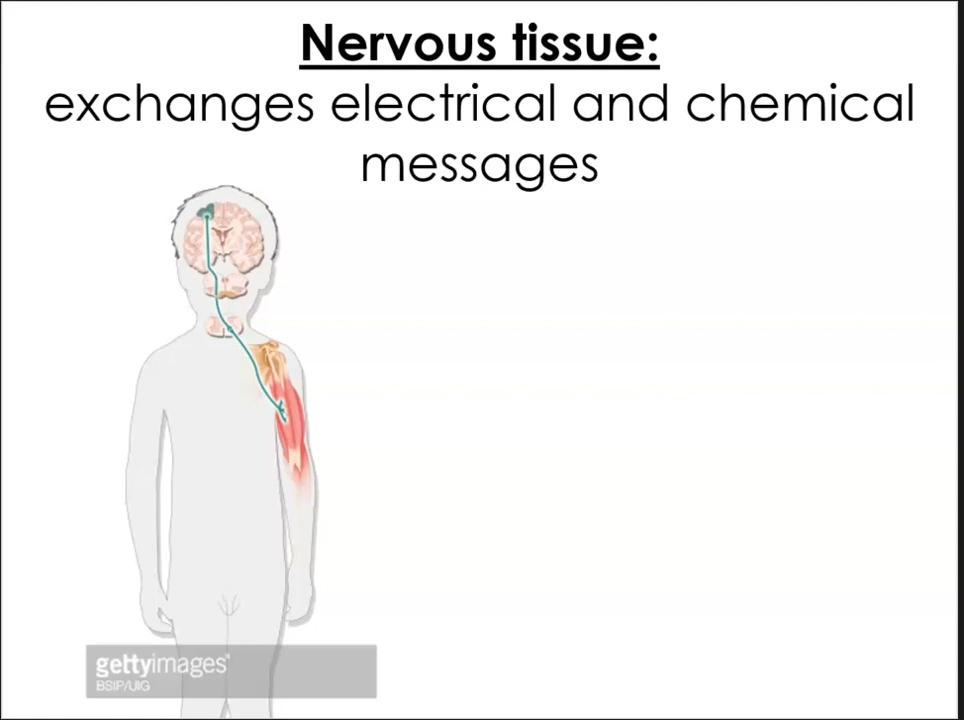 Nervous tissue:
exchanges electrical and chemical
messages
gettyimages®
BSIP/UIG